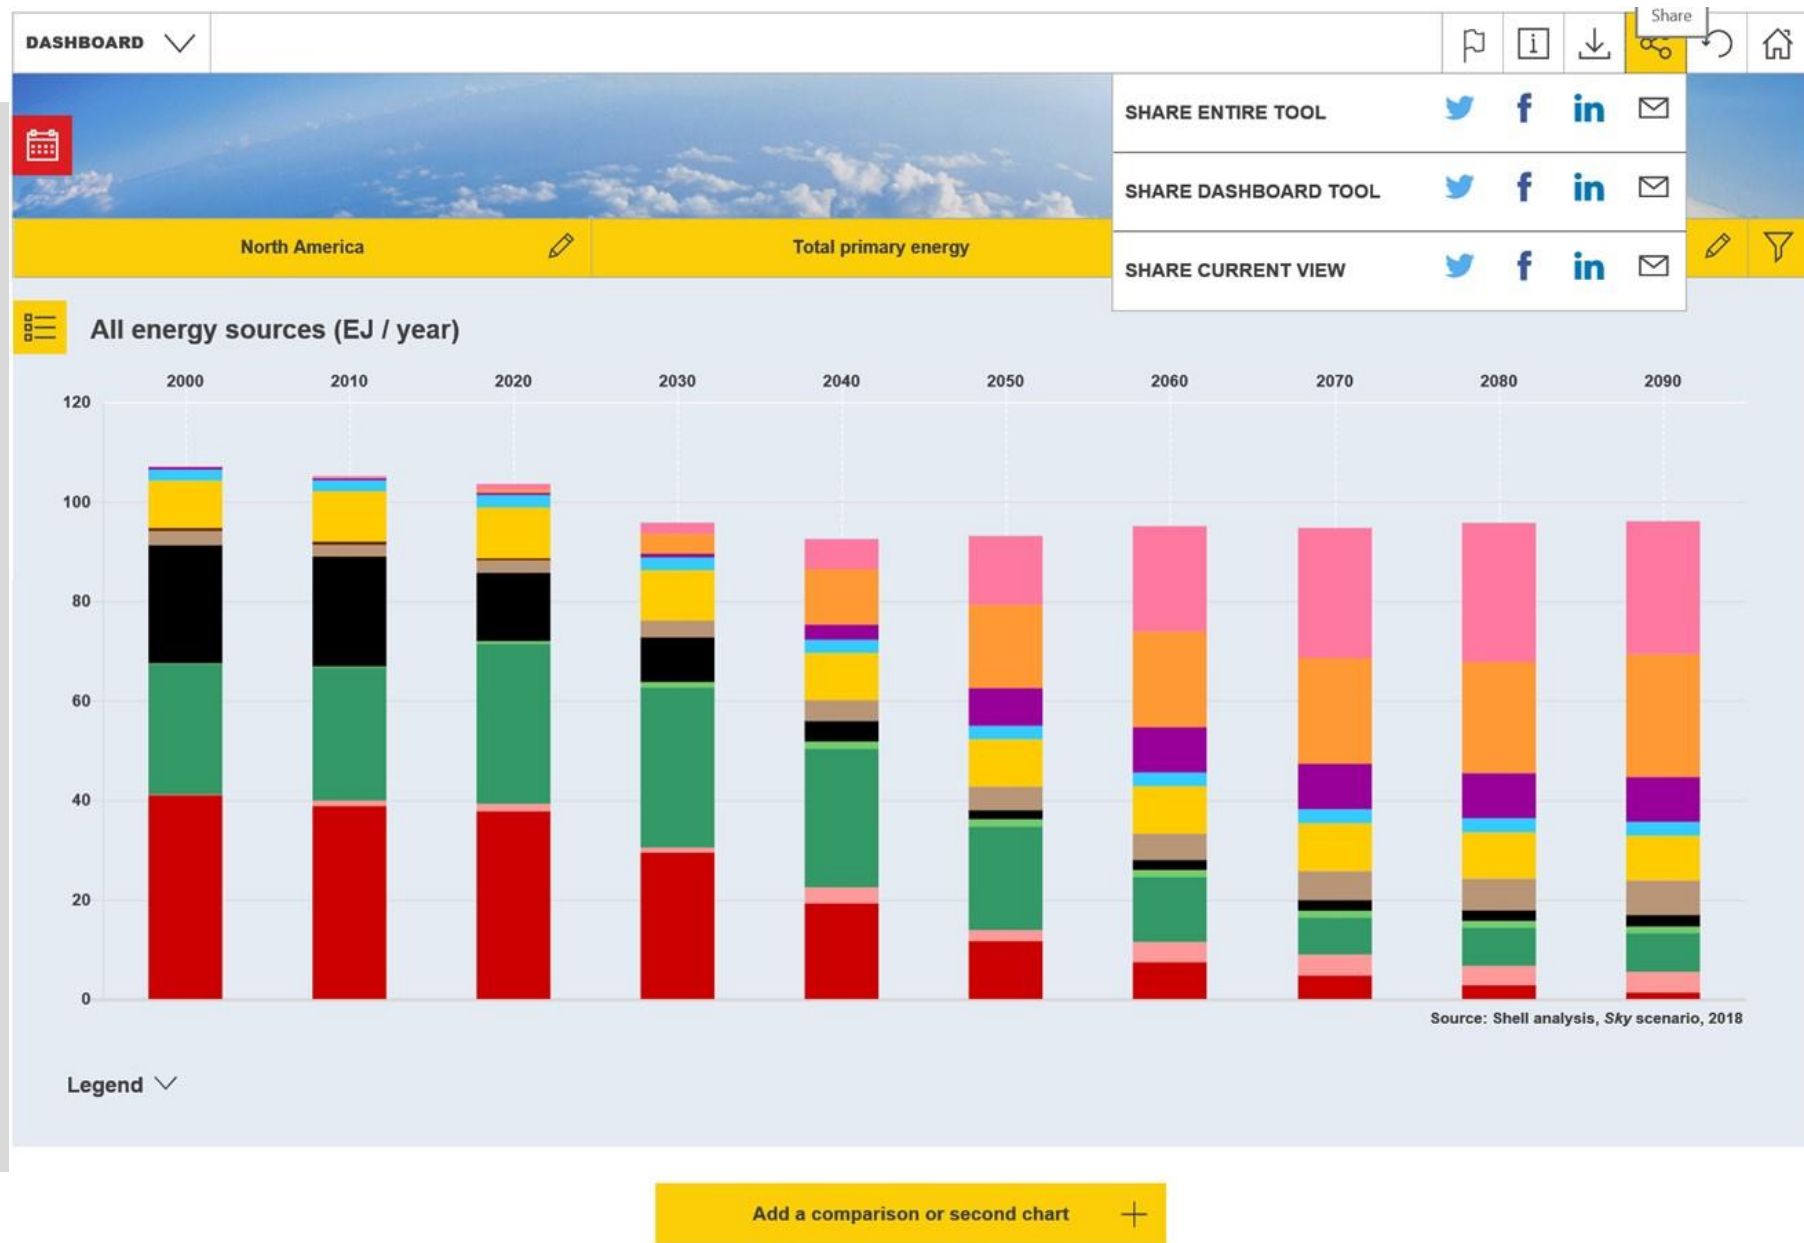 Share
DASHBOARD
SHARE ENTIRE TOOL
SHARE DASHBOARD TOOL
North America
Total primary energy
SHARE CURRENT VIEW
All energy sources (EJ / year)
2000 2010 2020 2030 2040 2050 2060 2070 2080 2090
120
100
80
60
40
20
0
Source: Shell analysis, Sky scenario, 2018
Legend
Add a comparison or second chart